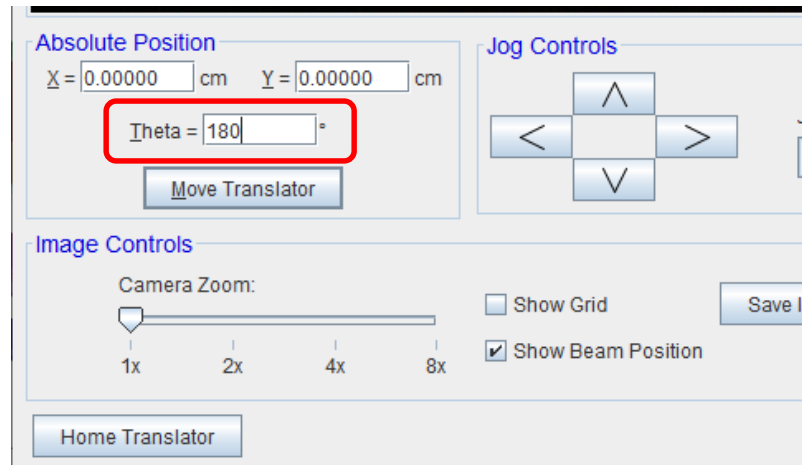 Absolute Position
X = 0.00000 cm Y = 0.00000 cm
Theta = 180 °
Move Translator
Jog Controls
Image Controls
Camera Zoom:
1x 2x 4x 8x
Show Grid
Show Beam Position
Save
Home Translator